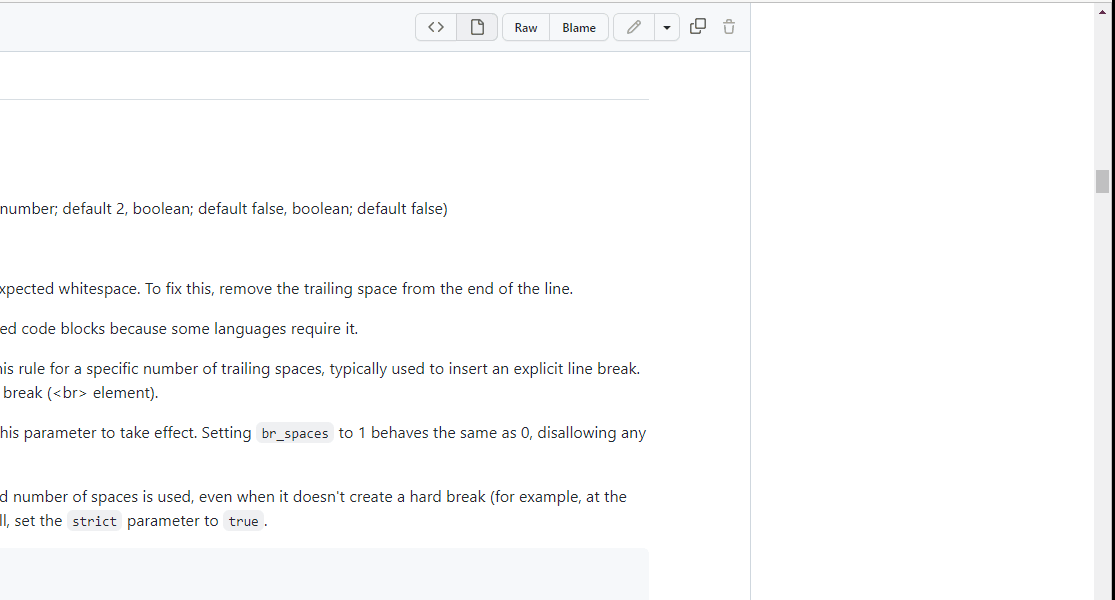 <> Raw Blame
number; default 2, boolean; default false, boolean; default false)
xpected whitespace. To fix this, remove the trailing space from the end of the line.
ed code blocks because some languages require it.
his rule for a specific number of trailing spaces, typically used to insert an explicit line break.
break (<br> element).
his parameter to take effect. Setting br_spaces to 1 behaves the same as 0, disallowing any
d number of spaces is used, even when it doesn't create a hard break (for example, at the
ll, set the strict parameter to true.